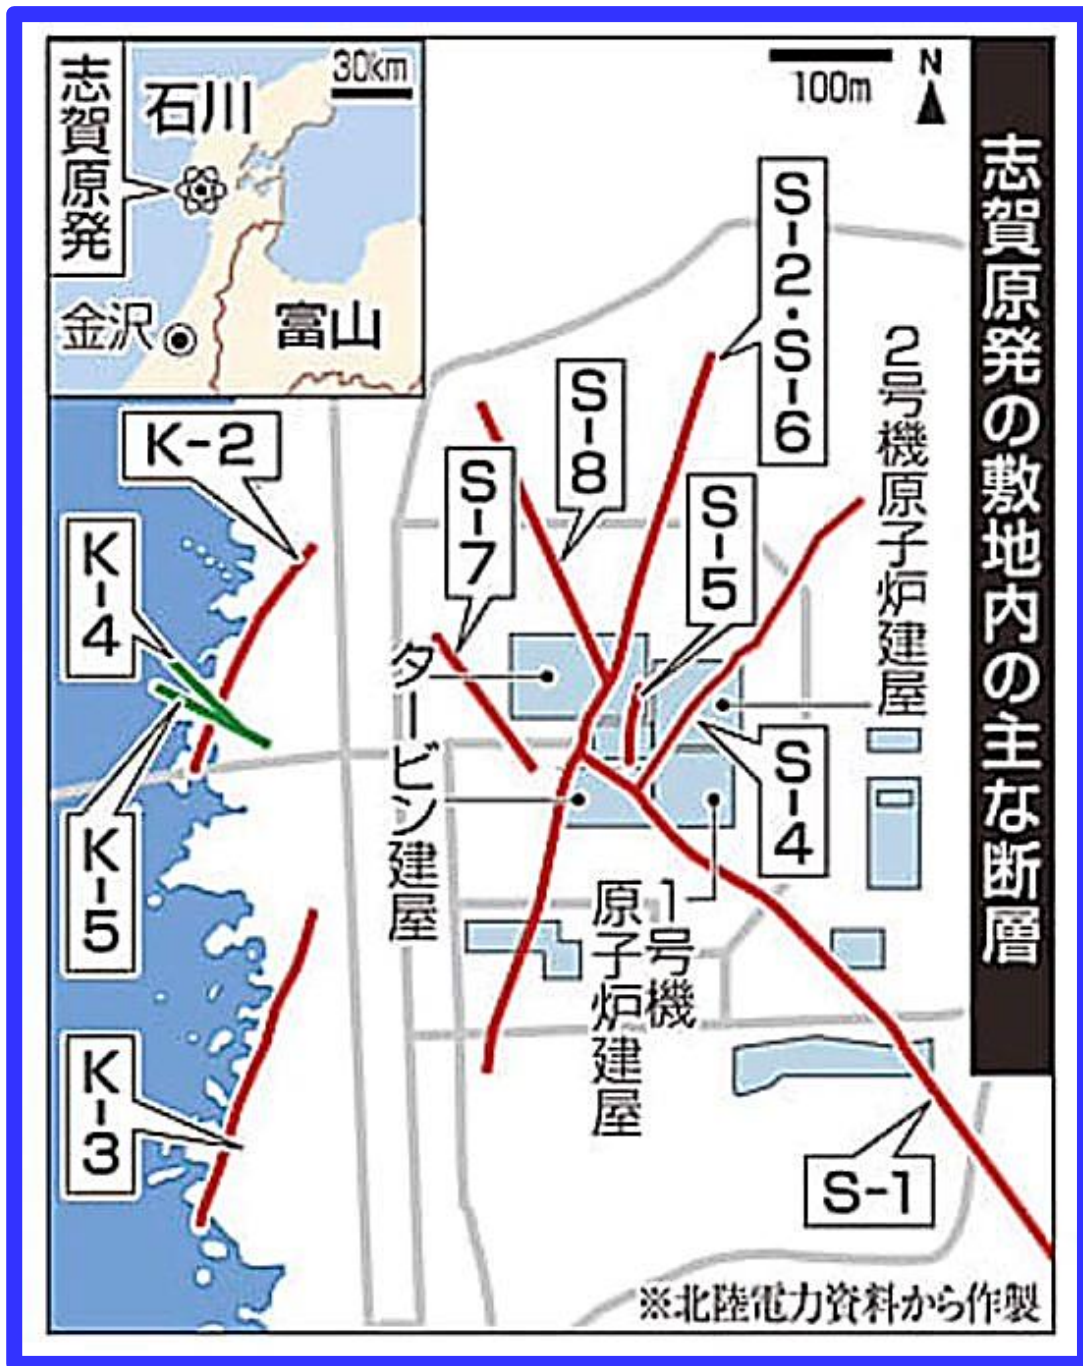 志賀原発の敷地内の主な断層
30km
石川
志賀原発
金沢
富山
100m
N
S-2・S-6
S-8
K-2
2号機原子炉建屋
S-7
S-5
K-4
タービン建屋
S-4
K-5
1号機
原子炉建屋
K-3
S-1
※北陸電力資料から作製